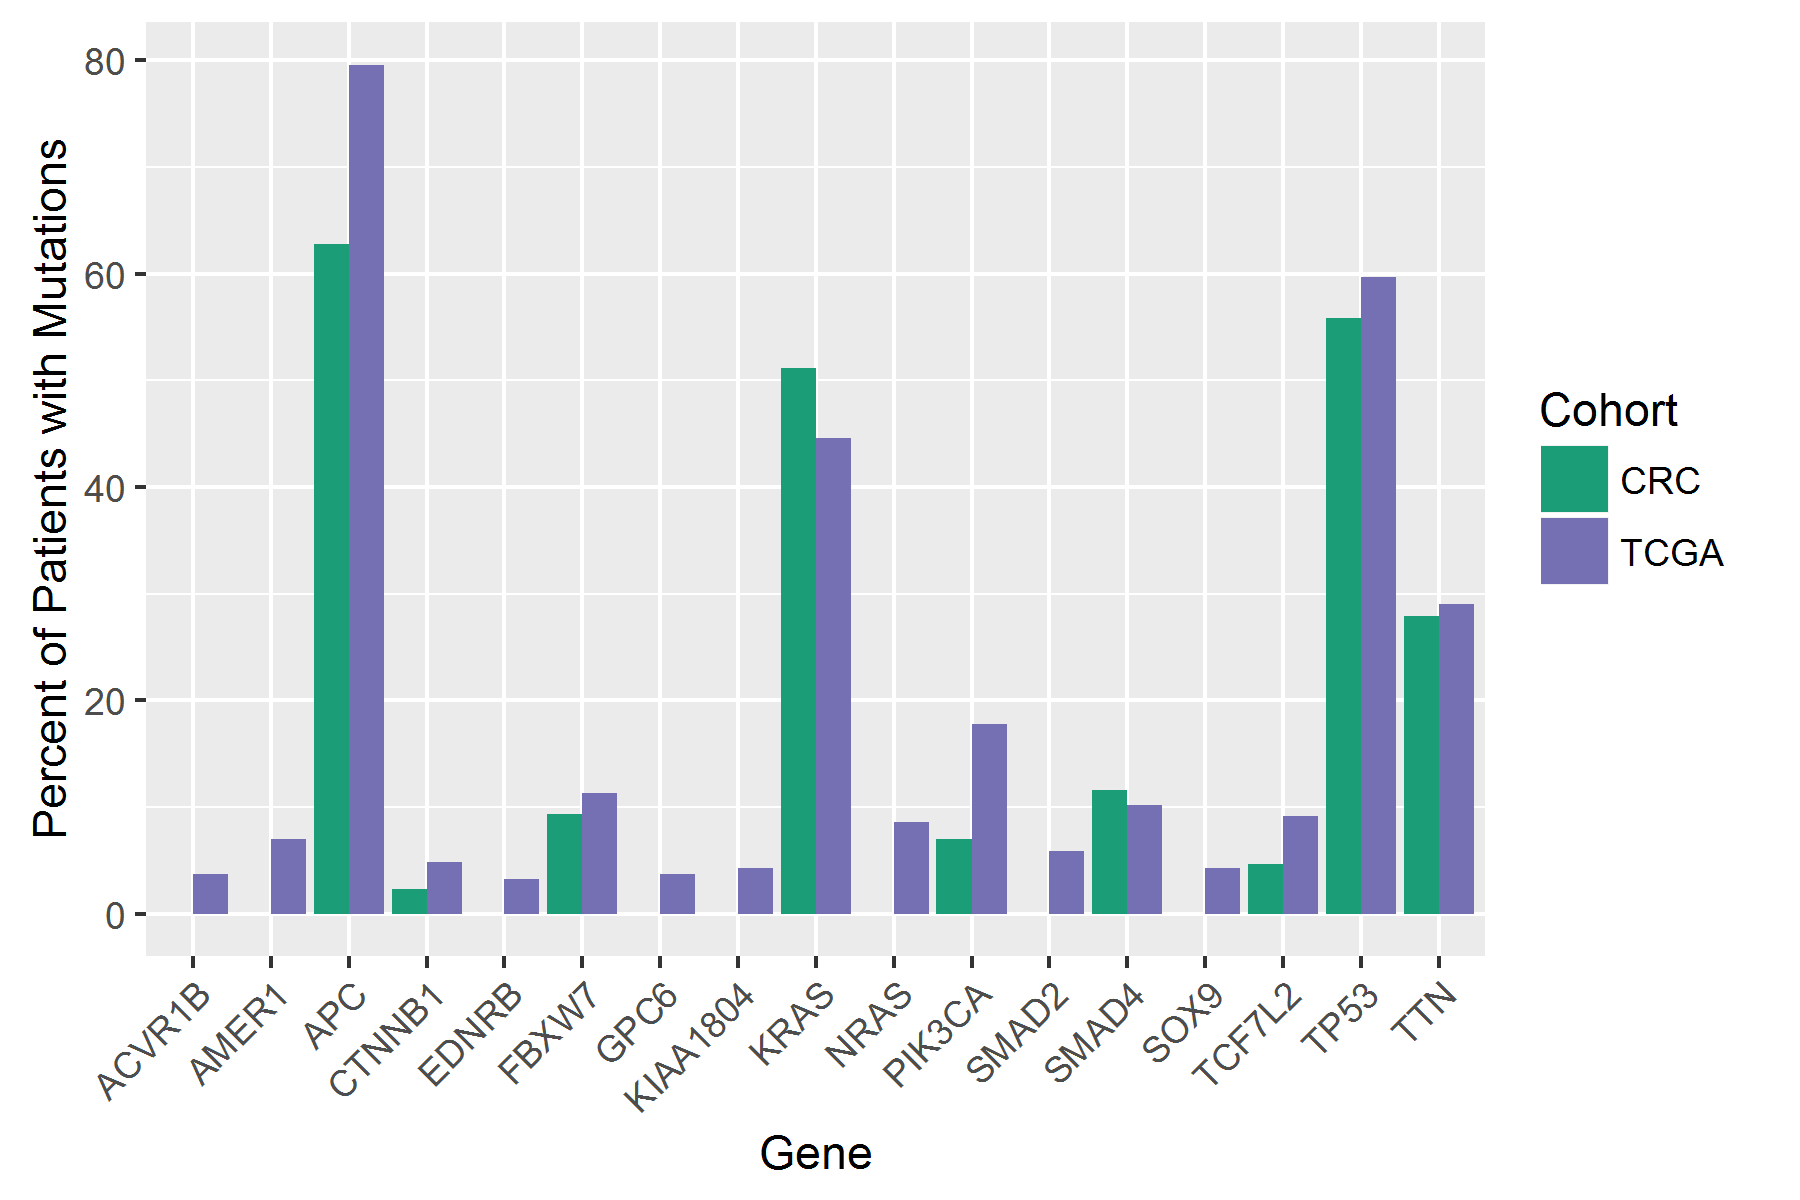 Percent of Patients with Mutations
80
60
40
20
0
ACVR1B
AMER1
APC
CTNNB1
EDNRB
FBXW7
GPC6
KIAA1804
KRAS
NRAS
PIK3CA
SMAD2
SMAD4
SOX9
TCF7L2
TP53
TTN
Gene
Cohort
CRC
TCGA